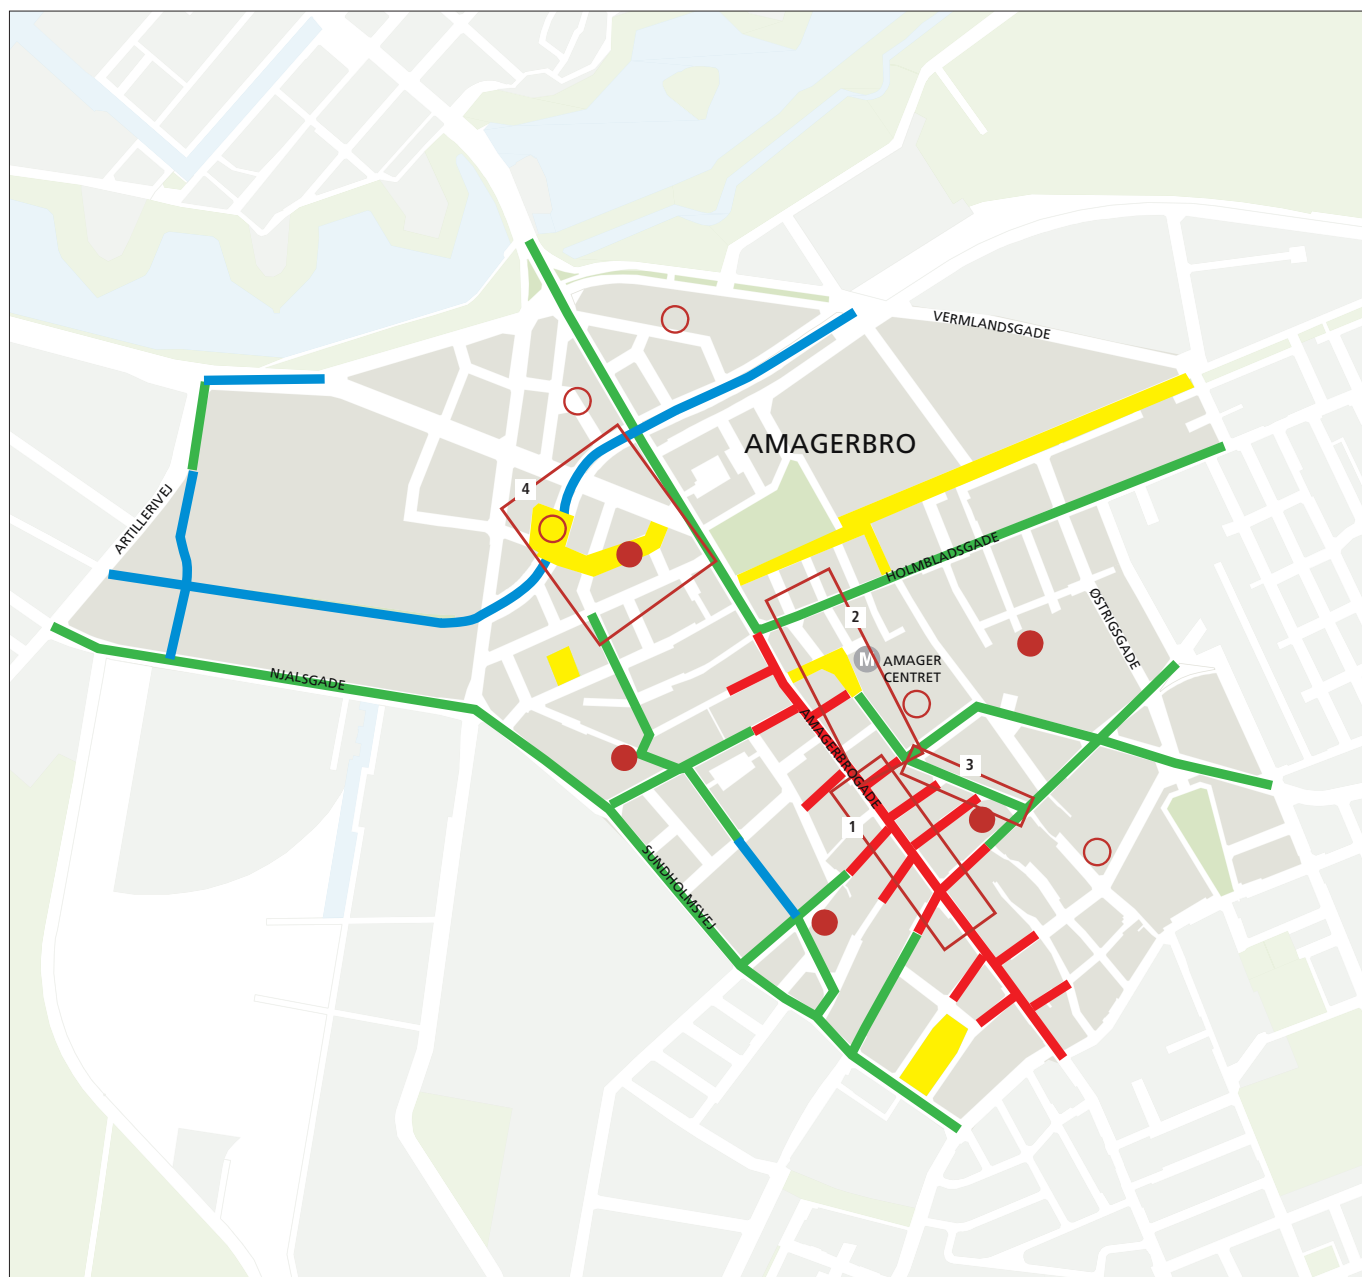 VERMLANDSGADE
AMAGERBRO
4
ARTILLERIVEJ
HOLMBLADSGADE
ØSTRIGSGADE
2
M
AMAGER
CENTRET
NJALSGADE
AMAGERBROGADE
3
1
SUNDHOLMSVEJ